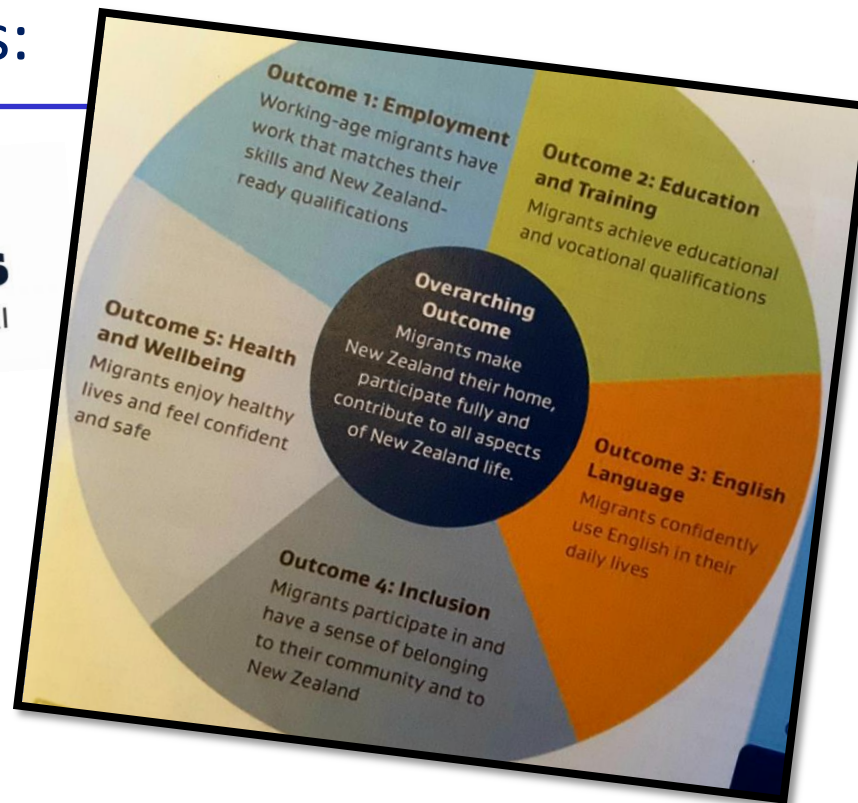 s:
s
l
Outcome 1: Employment
Working-age migrants have
work that matches their
skills and New Zealand-
ready qualifications
Outcome 2: Education
and Training
Migrants achieve educational
and vocational qualifications
Overarching
Outcome
Migrants make
New Zealand their home,
participate fully and
contribute to all aspects
of New Zealand life.
Outcome 3: English
Language
Migrants confidently
use English in their
daily lives
Outcome 4: Inclusion
Migrants participate in and
have a sense of belonging
to their community and to
New Zealand
Outcome 5: Health
and Wellbeing
Migrants enjoy healthy
lives and feel confident
and safe